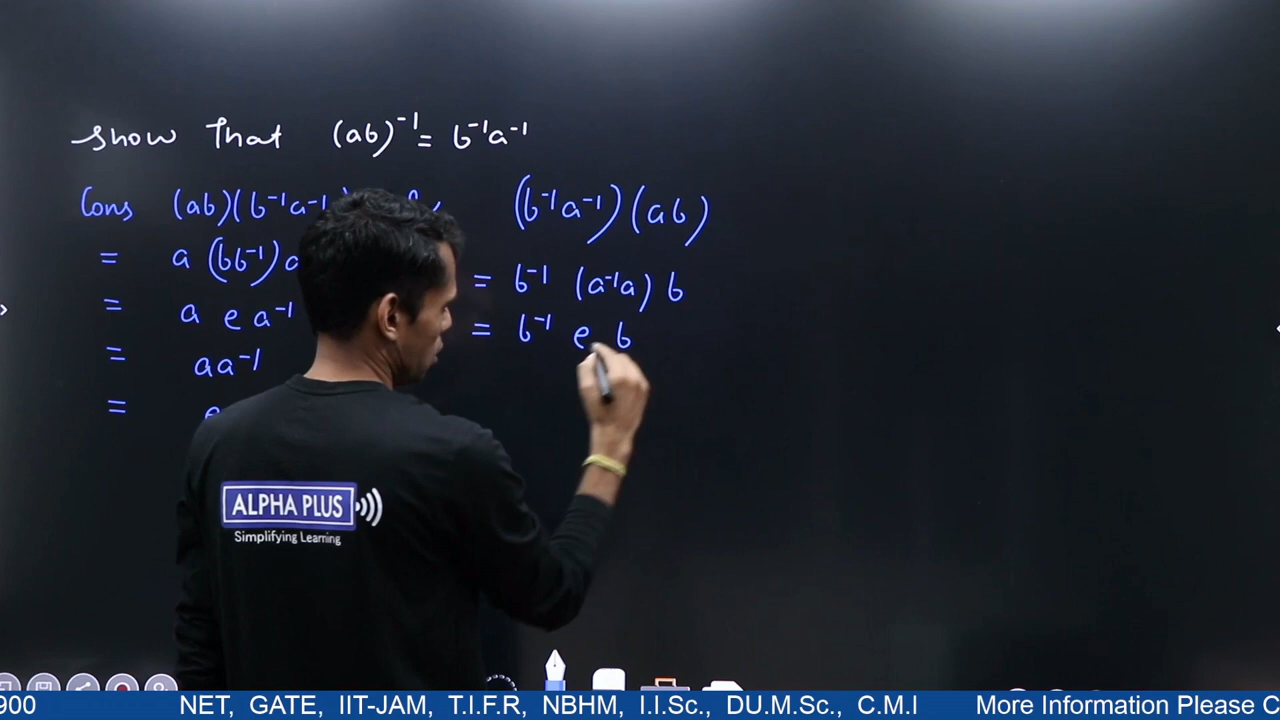 show that (ab)⁻¹ = b⁻¹a⁻¹
Cons (ab)(b⁻¹a⁻¹)
= a (bb⁻¹) a
= a e a⁻¹
= aa⁻¹
= e
(b⁻¹a⁻¹)(ab)
= b⁻¹ (a⁻¹a) b
= b⁻¹ e b
ALPHA PLUS
Simplifying Learning
900 NET, GATE, IIT-JAM, T.I.F.R, NBHM, I.I.Sc., DU.M.Sc., C.M.I More Information Please C